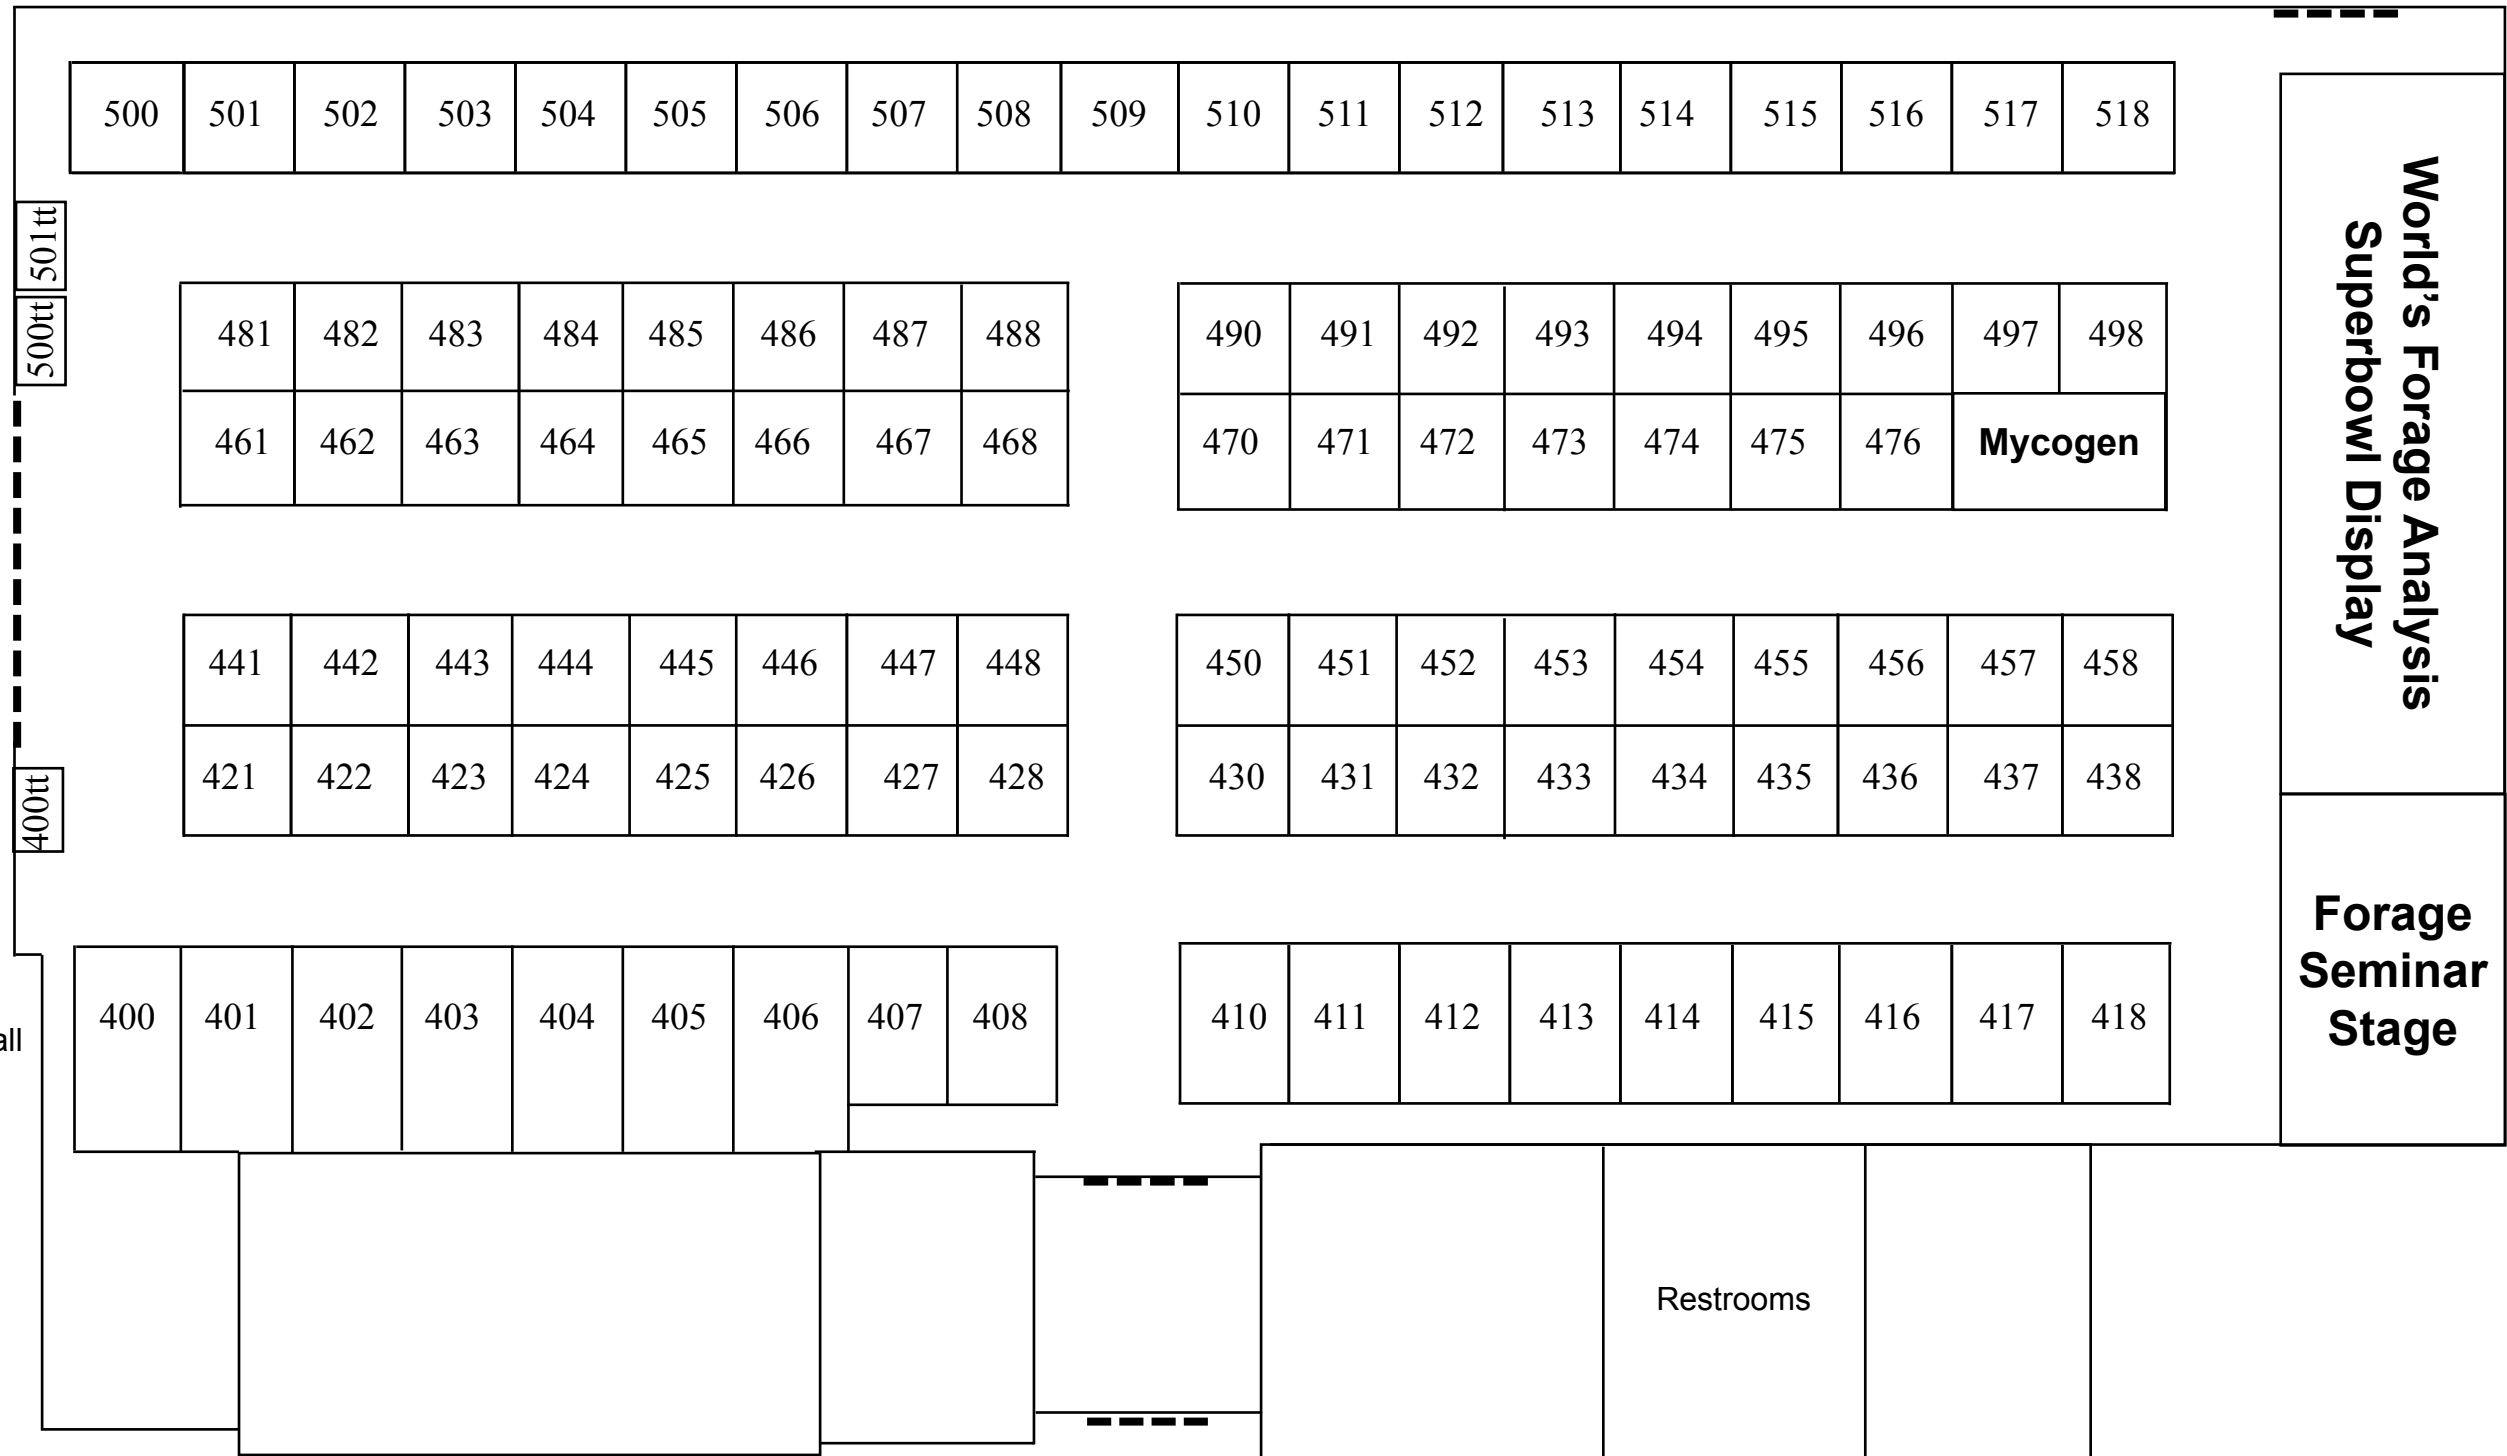 500 501 502 503 504 505 506 507 508 509 510 511 512 513 514 515 516 517 518
501tt
500tt
481 482 483 484 485 486 487 488 490 491 492 493 494 495 496 497 498
461 462 463 464 465 466 467 468 470 471 472 473 474 475 476 Mycogen
World's Forage Analysis
Superbowl Display
441 442 443 444 445 446 447 448 450 451 452 453 454 455 456 457 458
421 422 423 424 425 426 427 428 430 431 432 433 434 435 436 437 438
400tt
400 401 402 403 404 405 406 407 408 410 411 412 413 414 415 416 417 418
Forage
Seminar
Stage
Restrooms